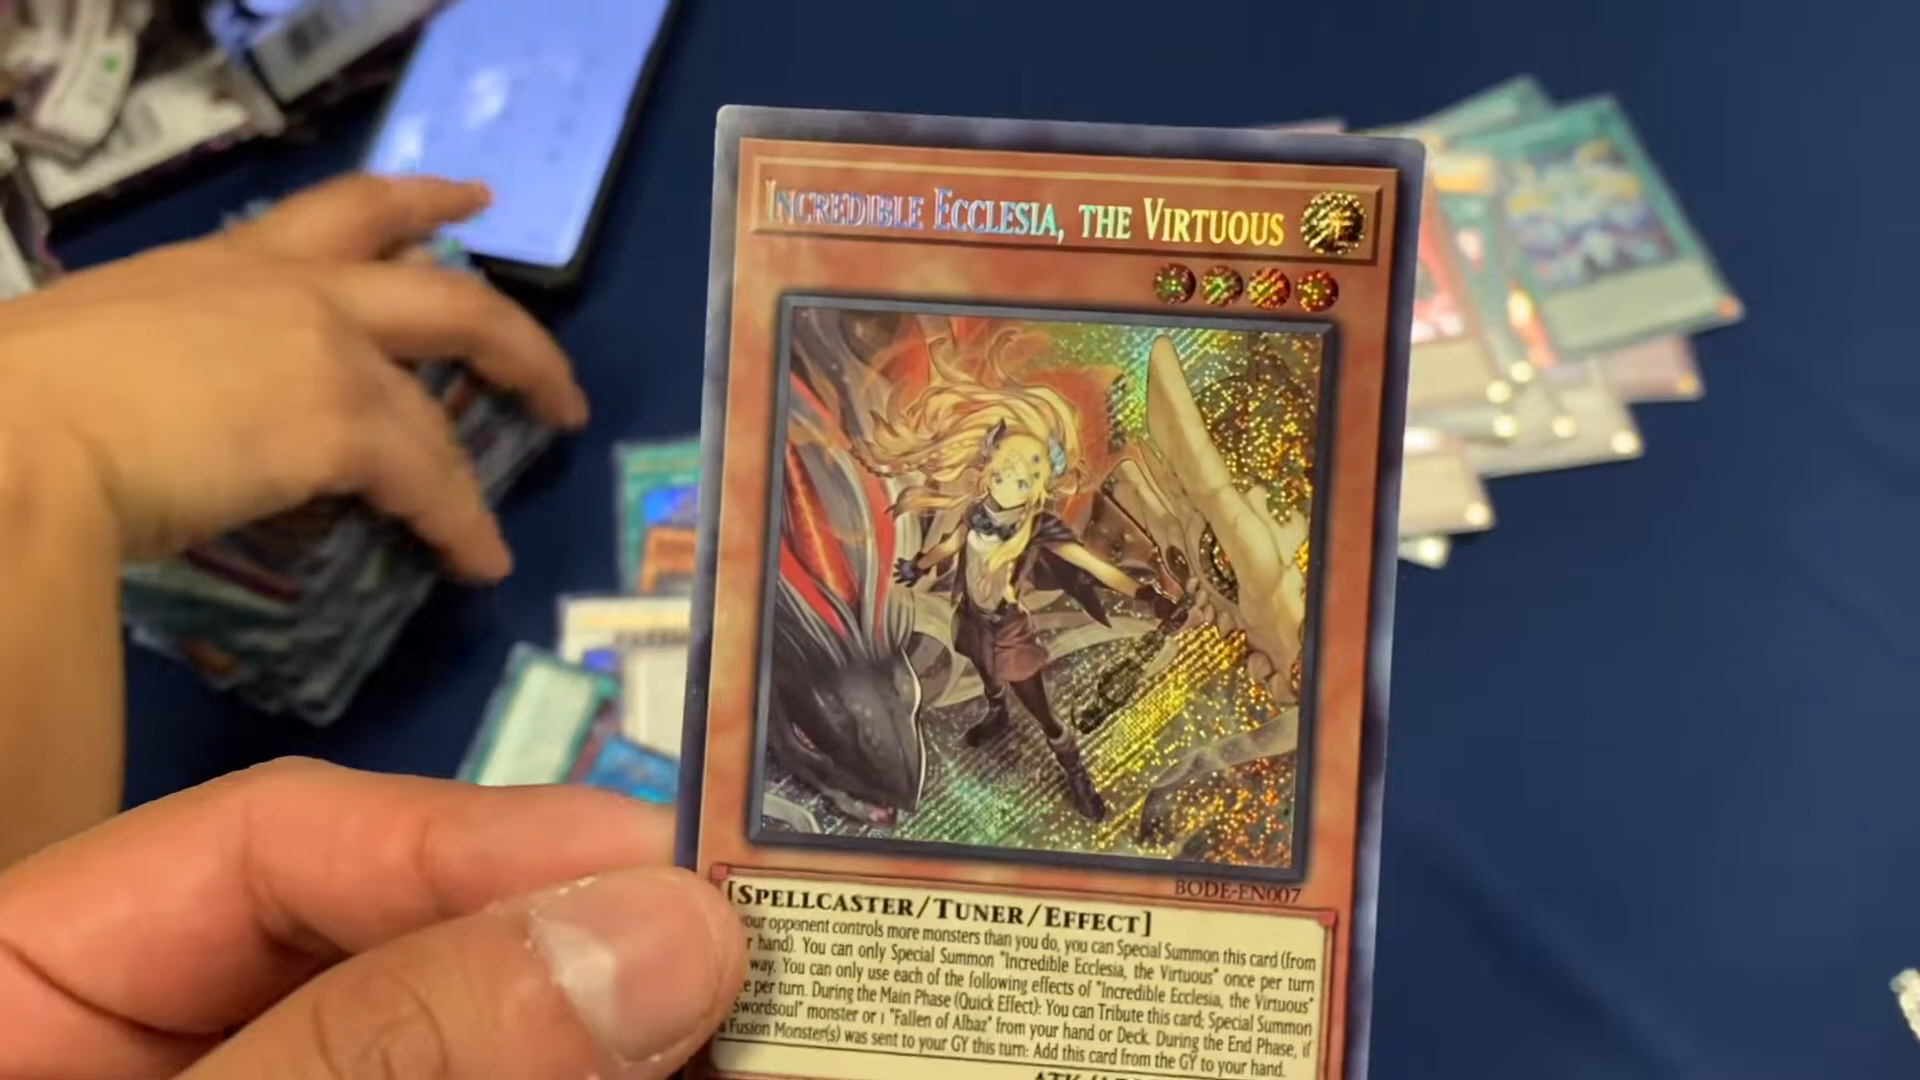 INCREDIBLE ECCLESIA, THE VIRTUOUS
BODE-EN007
[SPELLCASTER/TUNER/EFFECT]
your opponent controls more monsters than you do, you can Special Summon this card (from
r hand). You can only Special Summon "Incredible Ecclesia, the Virtuous" once per turn
way. You can only use each of the following effects of "Incredible Ecclesia, the Virtuous"
e per turn. During the Main Phase (Quick Effect): You can Tribute this card; Special Summon
"Swordsoul" monster or 1 "Fallen of Albaz" from your hand or Deck. During the End Phase, if
a Fusion Monster(s) was sent to your GY this turn: Add this card from the GY to your hand.